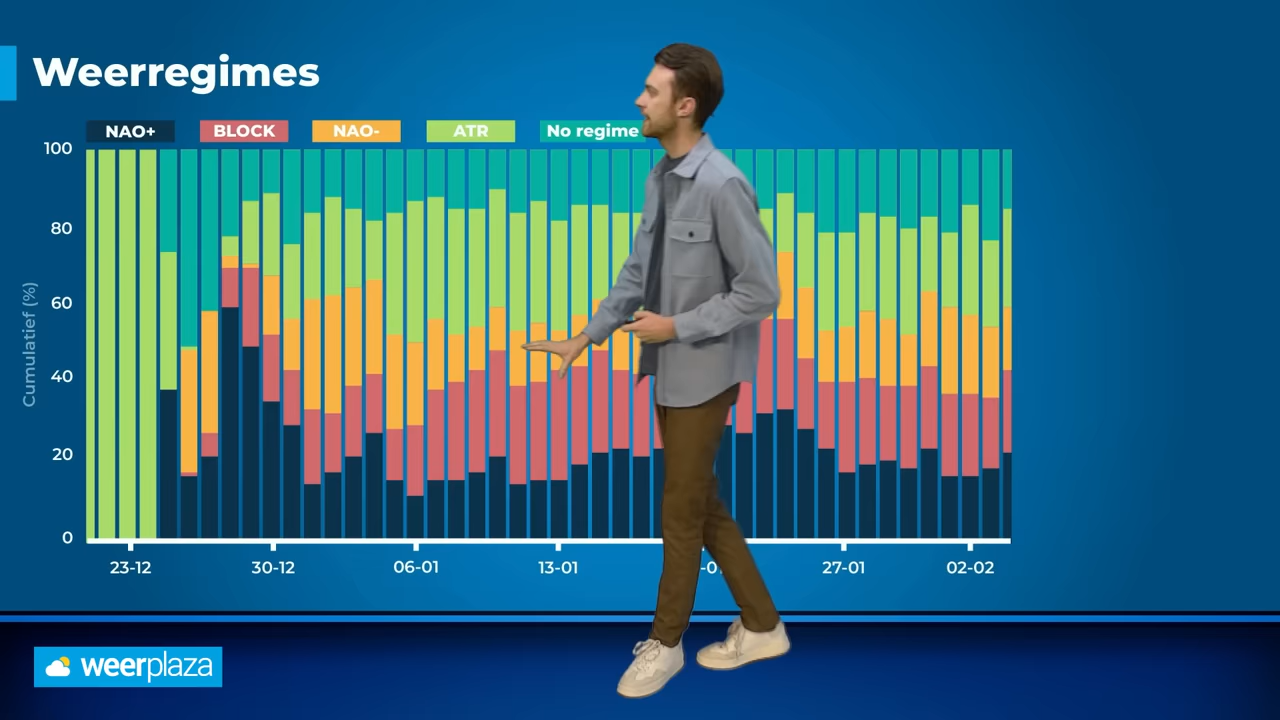 Weerregimes
NAO+ BLOCK NAO- ATR No regime
100
80
60
40
20
0
Cumulatief (%)
23-12 30-12 06-01 13-01 27-01 02-02
weerplaza